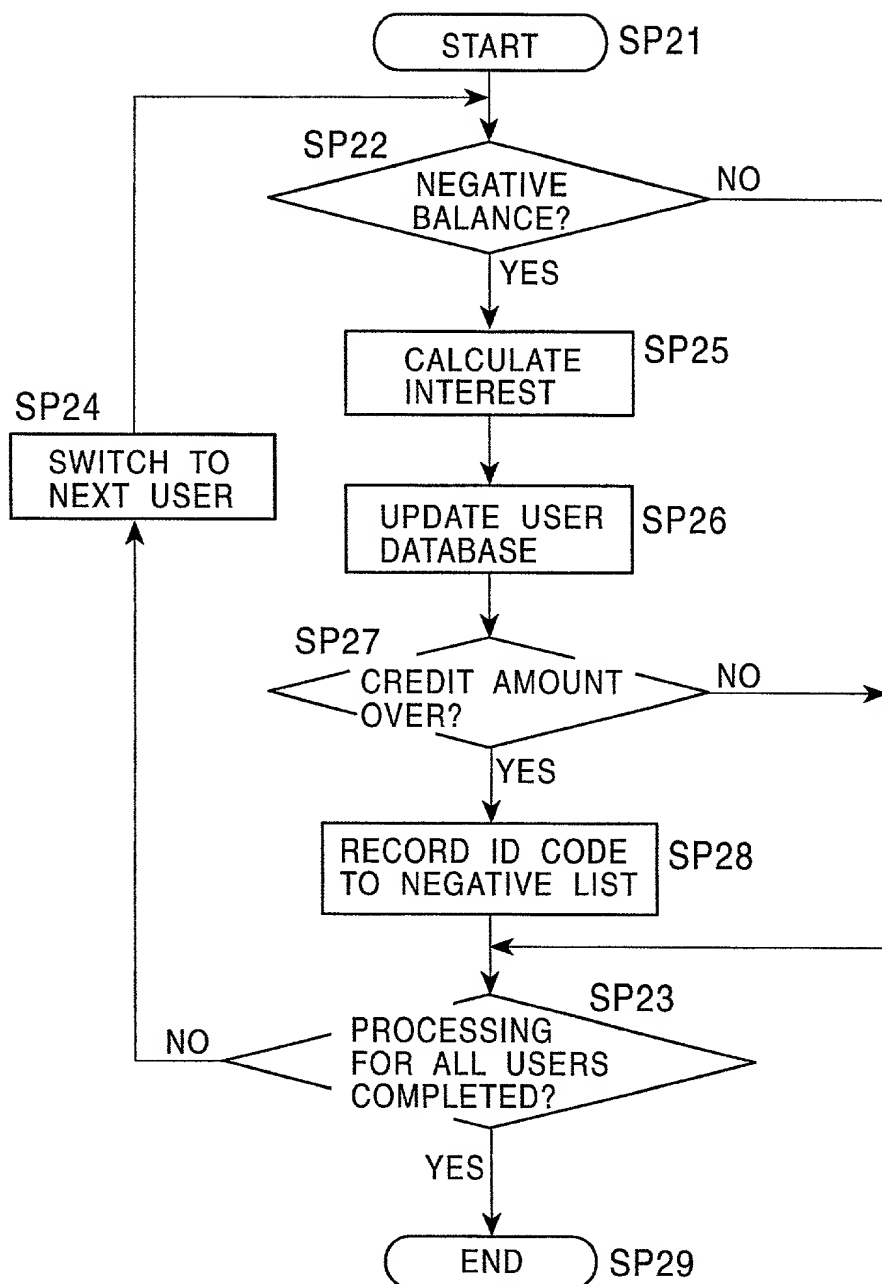 START
SP21
SP22
NEGATIVE
BALANCE?
NO
YES
CALCULATE
INTEREST
SP25
SP24
SWITCH TO
NEXT USER
UPDATE USER
DATABASE
SP26
SP27
CREDIT AMOUNT
OVER?
NO
YES
RECORD ID CODE
TO NEGATIVE LIST
SP28
SP23
PROCESSING
FOR ALL USERS
COMPLETED?
NO
YES
END
SP29